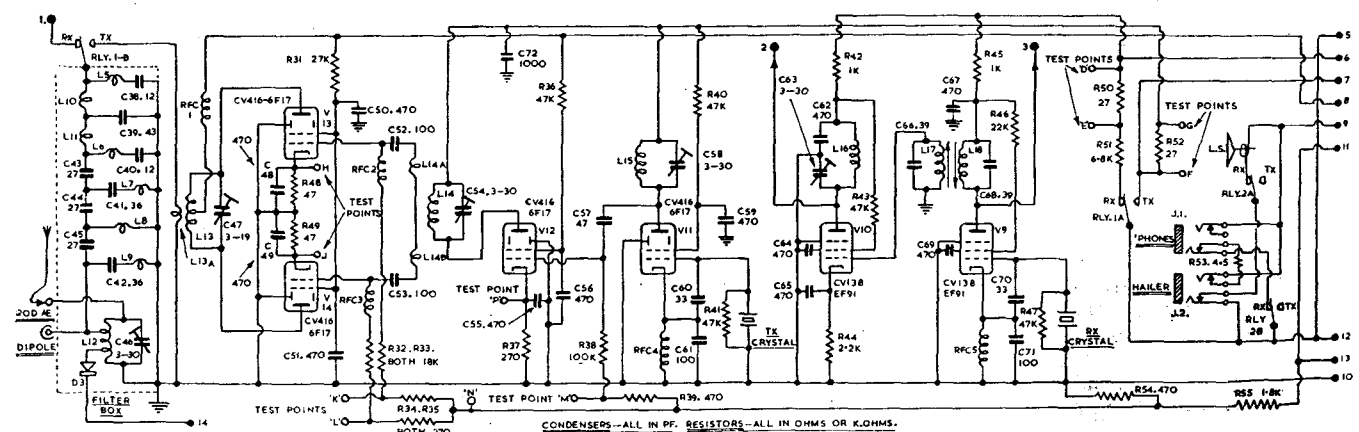 1.
RX
TX
RLY. 1-B
L5
L10
C38.12
L11
C39.43
L6
C43
27
C40.12
L7
C44
27
C41.36
L8
C45
27
L9
C42.36
ROD AE
DIPOLE
L12
C46
3-30
D3
FILTER
BOX
14
RFC
1
L13
C47
3-19
L13A
R31
27K
CV416-6F17
V
13
C50.470
470
C
48
R48
47
H
TEST
POINTS
C
49
R49
47
J
470
V
14
CV416
6F17
C51.470
C52.100
RFC2
L14A
L14B
C53.100
RFC3
R32.R33.
BOTH 18K
'K'
TEST POINTS
'L'
R34.R35
BOTH 270
'N'
L14
C54.3-30
C72
1000
R36
47K
CV416
6F17
V12
TEST
POINT
'P'
C55.470
R37
270
C56
470
C57
47
R38
100K
TEST POINT 'M'
R39.470
L15
C58
3-30
R40
47K
CV416
6F17
V11
C59
470
C60
33
R41
47K
RFC4
C61
100
TX
CRYSTAL
2
C63
3-30
C62
470
R42
1K
L16
R43
47K
C64
470
V10
C65
470
CV138
EF91
R44
2·2K
C66.39
L17
L18
C67
470
R45
1K
3
R46
22K
C68.39
C69
470
V9
CV138
EF91
C70
33
R47
47K
RFC5
C71
100
RX
CRYSTAL
TEST POINTS
'D'
R50
27
E
R51
6·8K
RX
TX
RLY.1A
TEST POINTS
G
R52
27
F
L.S.
RX
TX
RLY.2A
J.1.
'PHONES
R53.4·5
HAILER
J.2.
RX
TX
RLY
2B
R54.470
R55 1·8K
5
6
7
8
9
11
12
13
10
CONDENSERS—ALL IN PF. RESISTORS—ALL IN OHMS OR K.OHMS.